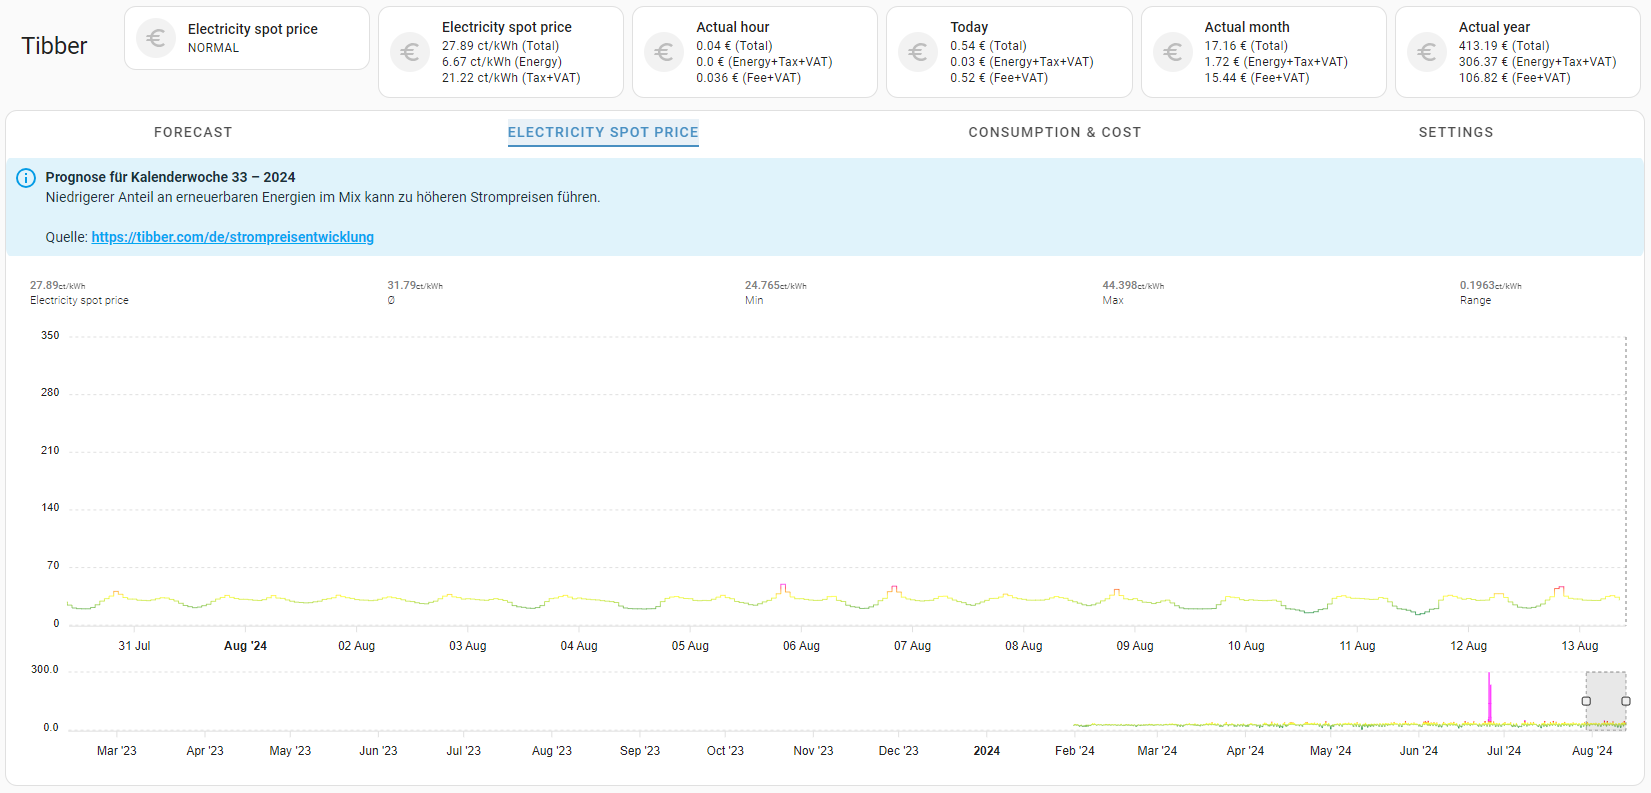 Tibber
Electricity spot price
NORMAL
Electricity spot price
27.89 ct/kWh (Total)
6.67 ct/kWh (Energy)
21.22 ct/kWh (Tax+VAT)
Actual hour
0.04 € (Total)
0.0 € (Energy+Tax+VAT)
0.036 € (Fee+VAT)
Today
0.54 € (Total)
0.03 € (Energy+Tax+VAT)
0.52 € (Fee+VAT)
Actual month
17.16 € (Total)
1.72 € (Energy+Tax+VAT)
15.44 € (Fee+VAT)
Actual year
413.19 € (Total)
306.37 € (Energy+Tax+VAT)
106.82 € (Fee+VAT)
FORECAST
ELECTRICITY SPOT PRICE
CONSUMPTION & COST
SETTINGS
Prognose für Kalenderwoche 33 – 2024
Niedrigerer Anteil an erneuerbaren Energien im Mix kann zu höheren Strompreisen führen.
Quelle: https://tibber.com/de/strompreisentwicklung
27.89ct/kWh
Electricity spot price
31.79ct/kWh
Ø
24.765ct/kWh
Min
44.398ct/kWh
Max
0.1963ct/kWh
Range
350
280
210
140
70
0
31 Jul
Aug '24
02 Aug
03 Aug
04 Aug
05 Aug
06 Aug
07 Aug
08 Aug
09 Aug
10 Aug
11 Aug
12 Aug
13 Aug
300.0
0.0
Mar '23
Apr '23
May '23
Jun '23
Jul '23
Aug '23
Sep '23
Oct '23
Nov '23
Dec '23
2024
Feb '24
Mar '24
Apr '24
May '24
Jun '24
Jul '24
Aug '24